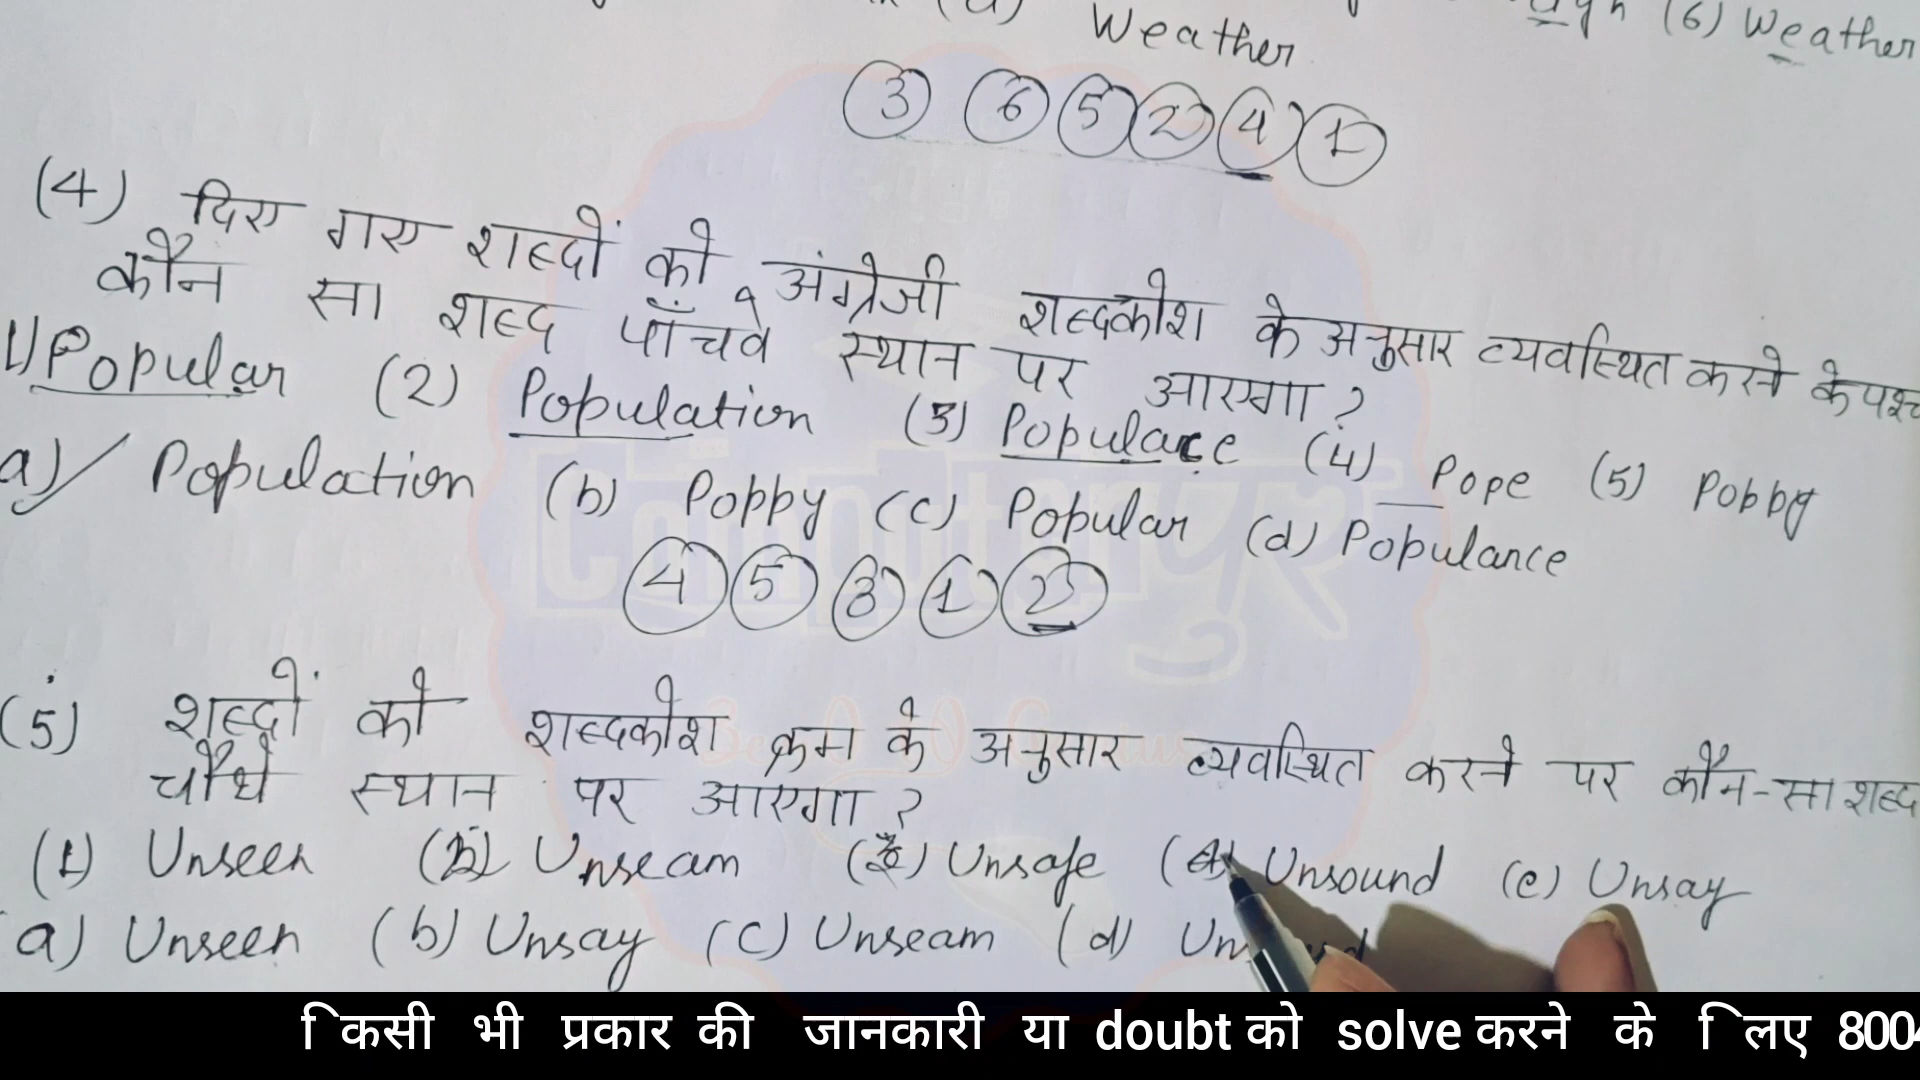 (d) Weather (6) Weather
3 6 5 2 4 1
(4) दिए गए शब्दों को अंग्रेजी शब्दकोश के अनुसार व्यवस्थित करने के पश्च
कौन सा शब्द पाँचवे स्थान पर आएगा ?
1) Popular (2) Population (3) Populace (4) Pope (5) Poppy
a) Population (b) Poppy (c) Popular (d) Populance
4 5 3 1 2
(5) शब्दों को शब्दकोश क्रम के अनुसार व्यवस्थित करने पर कौन-सा शब्द
चौथे स्थान पर आएगा ?
(1) Unseen (2) Unseam (3) Unsafe (4) Unsound (e) Unsay
a) Unseen (b) Unsay (c) Unseam (d)
किसी भी प्रकार की जानकारी या doubt को solve करने के लिए 8004